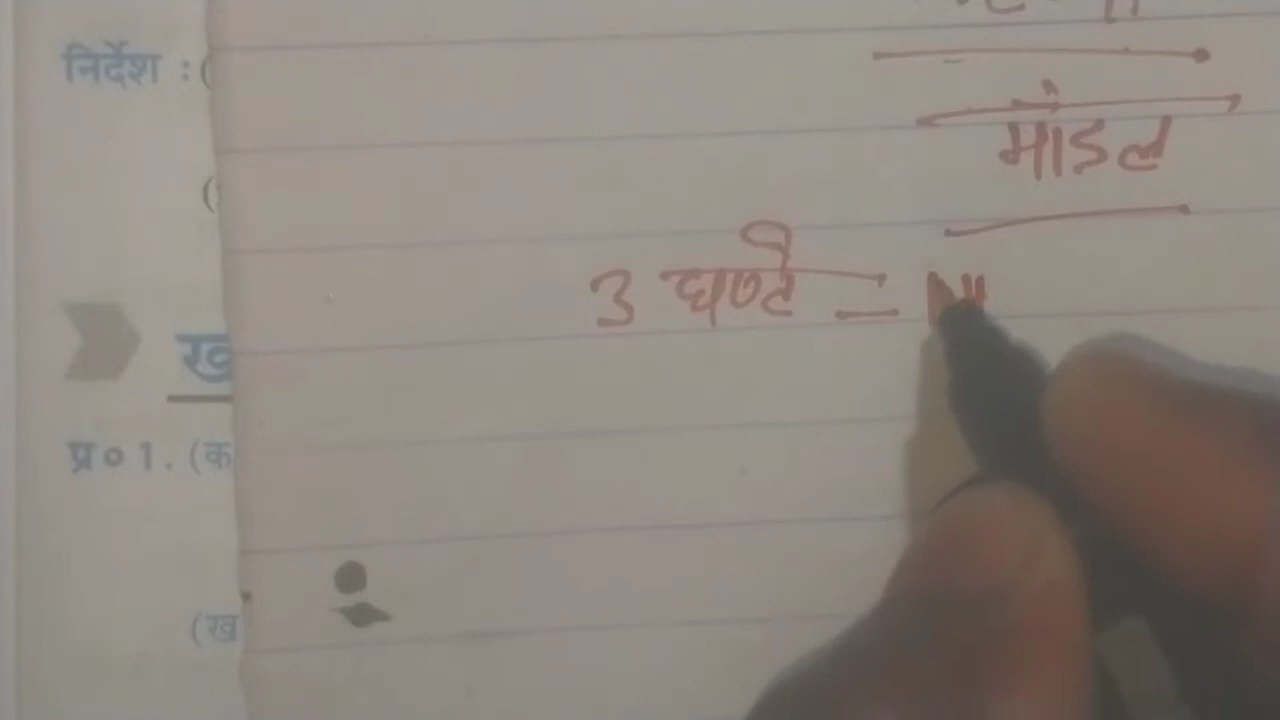 निर्देश : (
मॉडल
(
3 घण्टे =
ख
प्र० 1. (क
(ख